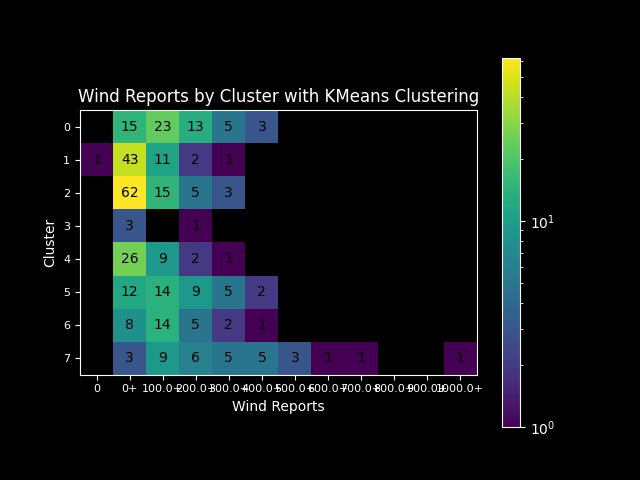 Wind Reports by Cluster with KMeans Clustering
0 15 23 13 5 3
1 1 43 11 2 1
2 62 15 5 3
3 3 1
4 26 9 2 1
5 12 14 9 5 2
6 8 14 5 2 1
7 3 9 6 5 5 3 1 1 1
Cluster
0 0+ 100.0+ 200.0+ 300.0+ 400.0+ 500.0+ 600.0+ 700.0+ 800.0+ 900.0+ 1000.0+
Wind Reports
10¹
10⁰